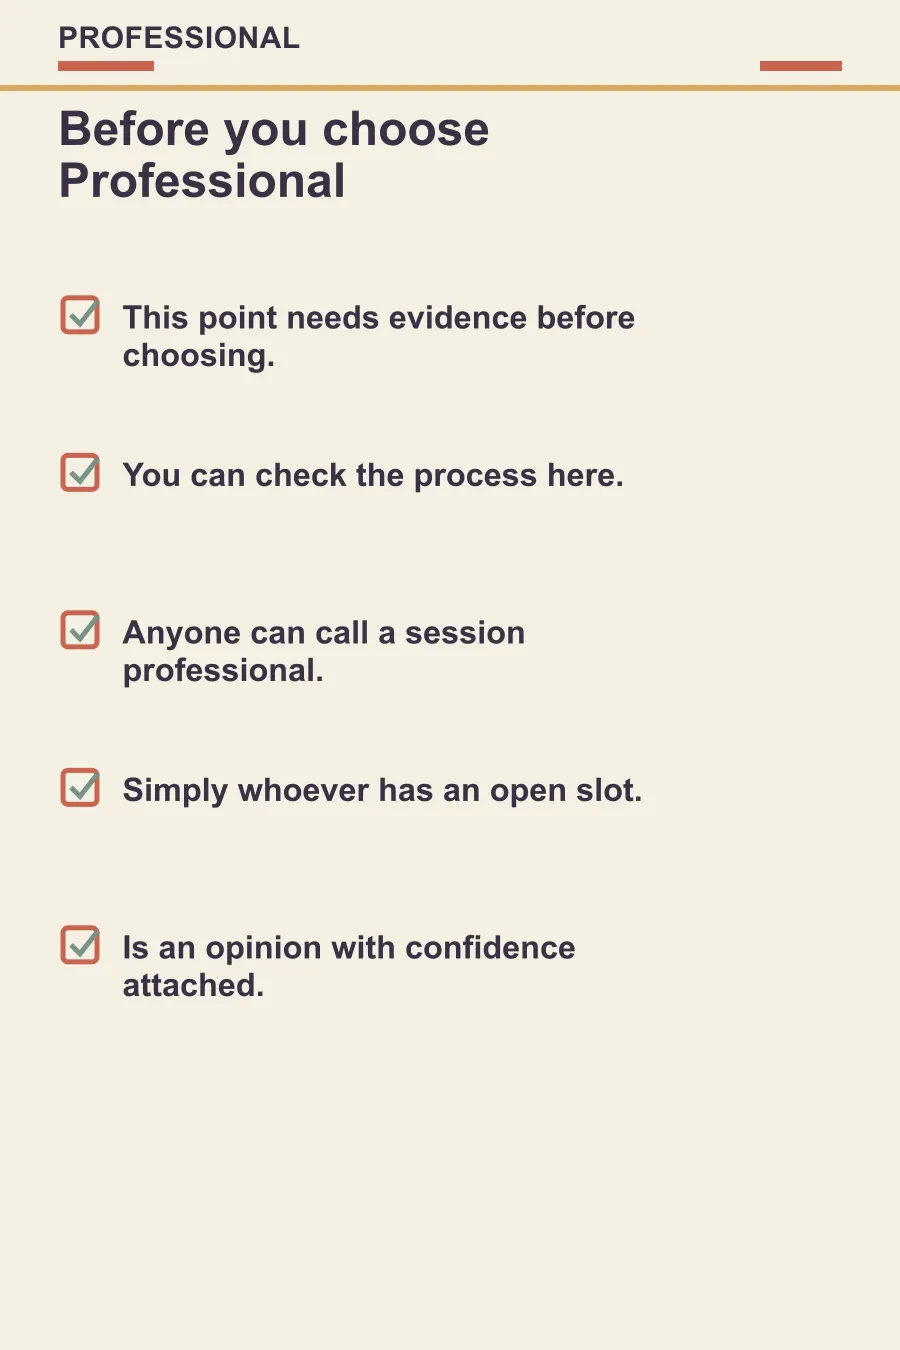 PROFESSIONAL
Before you choose
Professional
This point needs evidence before
choosing.
You can check the process here.
Anyone can call a session
professional.
Simply whoever has an open slot.
Is an opinion with confidence
attached.